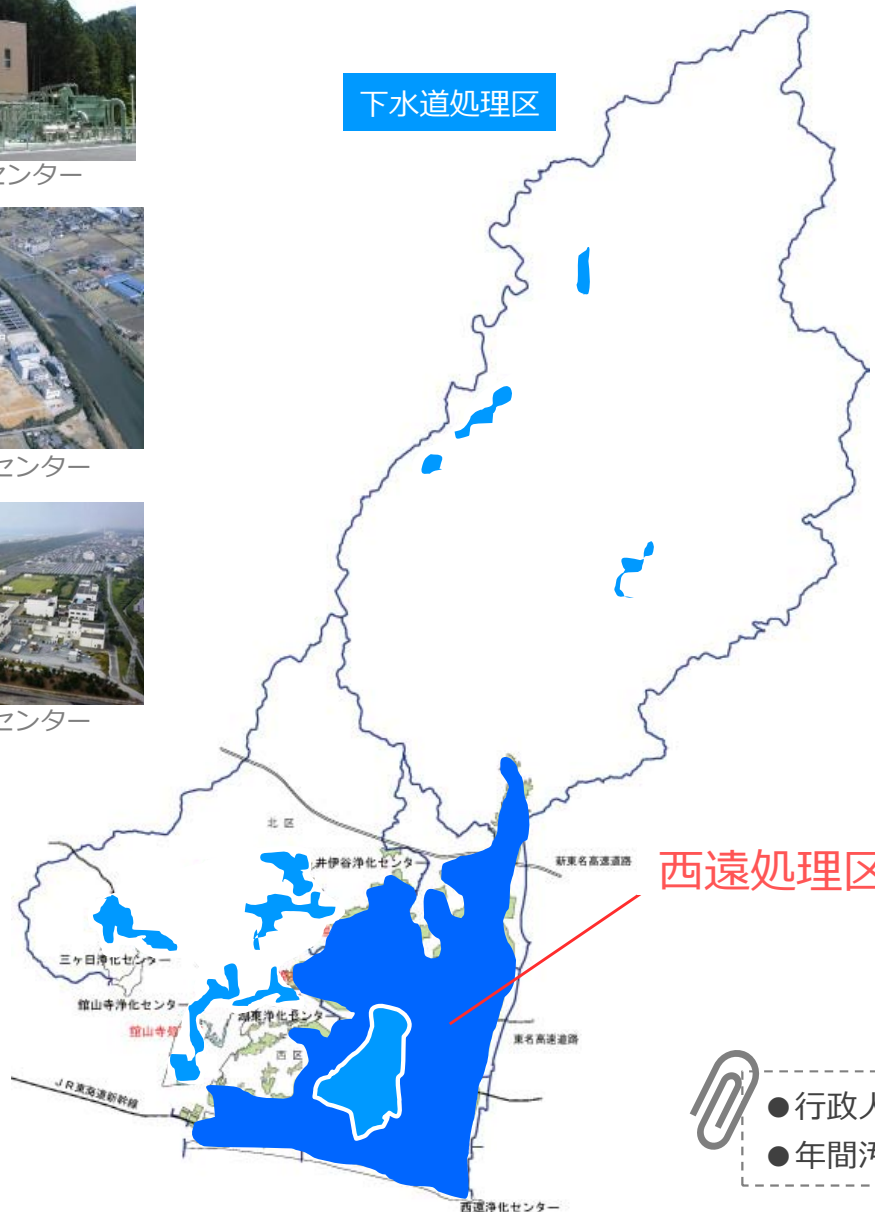 下水道処理区
センター
センター
センター
北区
井伊谷浄化センター
新東名高速道路
西遠処理区
三ヶ日浄化センター
舘山寺浄化センター
湖東浄化センター
舘山寺処
西区
東名高速道路
JR東海道新幹線
●行政人
●年間汚
西遠浄化センター